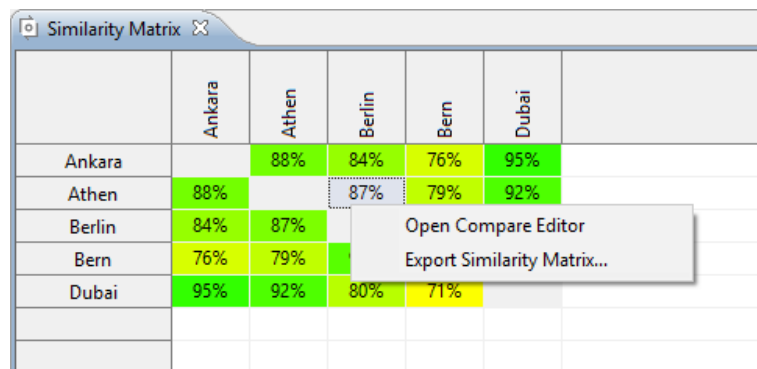 Similarity Matrix
Ankara Athen Berlin Bern Dubai
Ankara 88% 84% 76% 95%
Athen 88% 87% 79% 92%
Berlin 84% 87%
Open Compare Editor
Bern 76% 79%
Export Similarity Matrix...
Dubai 95% 92% 80% 71%